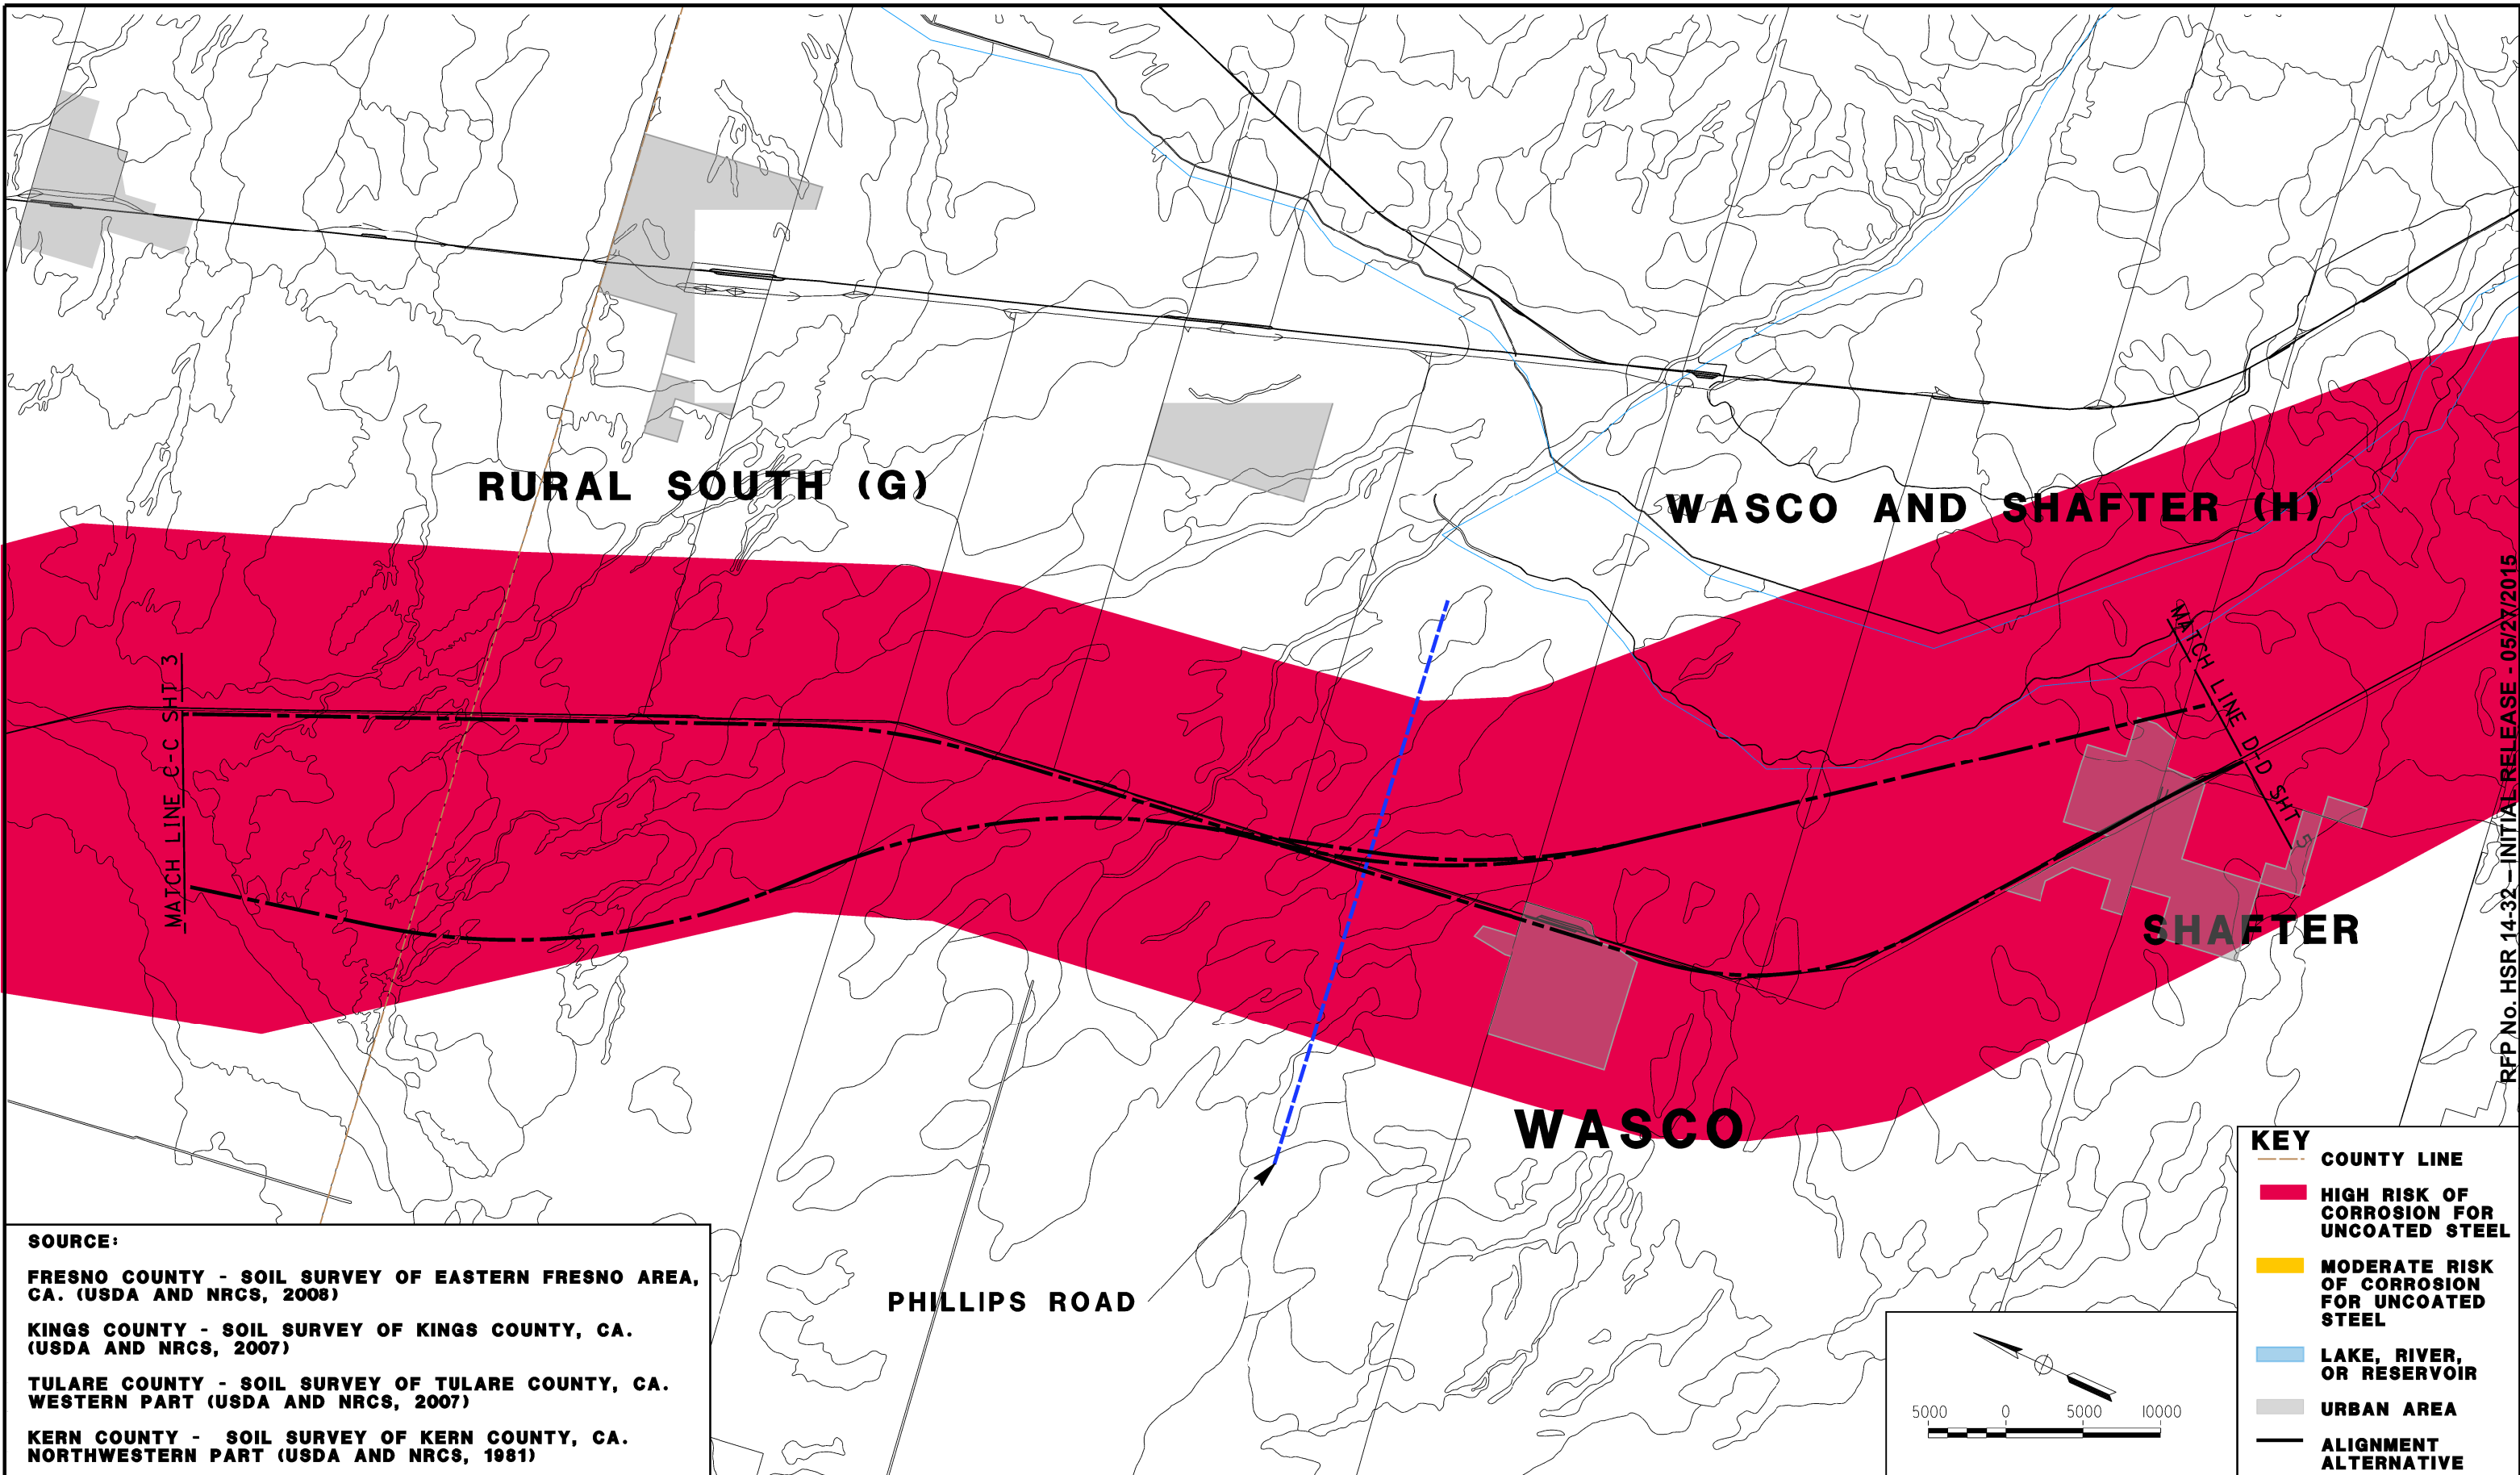 RURAL SOUTH (G)
WASCO AND SHAFTER (H)
MATCH LINE C-C SHT 3
MATCH LINE D-D SHT 5
SHAFTER
WASCO
PHILLIPS ROAD
RFP No. HSR 14-32 – INITIAL RELEASE - 05/27/2015
SOURCE:
FRESNO COUNTY - SOIL SURVEY OF EASTERN FRESNO AREA,
CA. (USDA AND NRCS, 2008)
KINGS COUNTY - SOIL SURVEY OF KINGS COUNTY, CA.
(USDA AND NRCS, 2007)
TULARE COUNTY - SOIL SURVEY OF TULARE COUNTY, CA.
WESTERN PART (USDA AND NRCS, 2007)
KERN COUNTY - SOIL SURVEY OF KERN COUNTY, CA.
NORTHWESTERN PART (USDA AND NRCS, 1981)
5000 0 5000 10000
KEY
COUNTY LINE
HIGH RISK OF
CORROSION FOR
UNCOATED STEEL
MODERATE RISK
OF CORROSION
FOR UNCOATED
STEEL
LAKE, RIVER,
OR RESERVOIR
URBAN AREA
ALIGNMENT
ALTERNATIVE